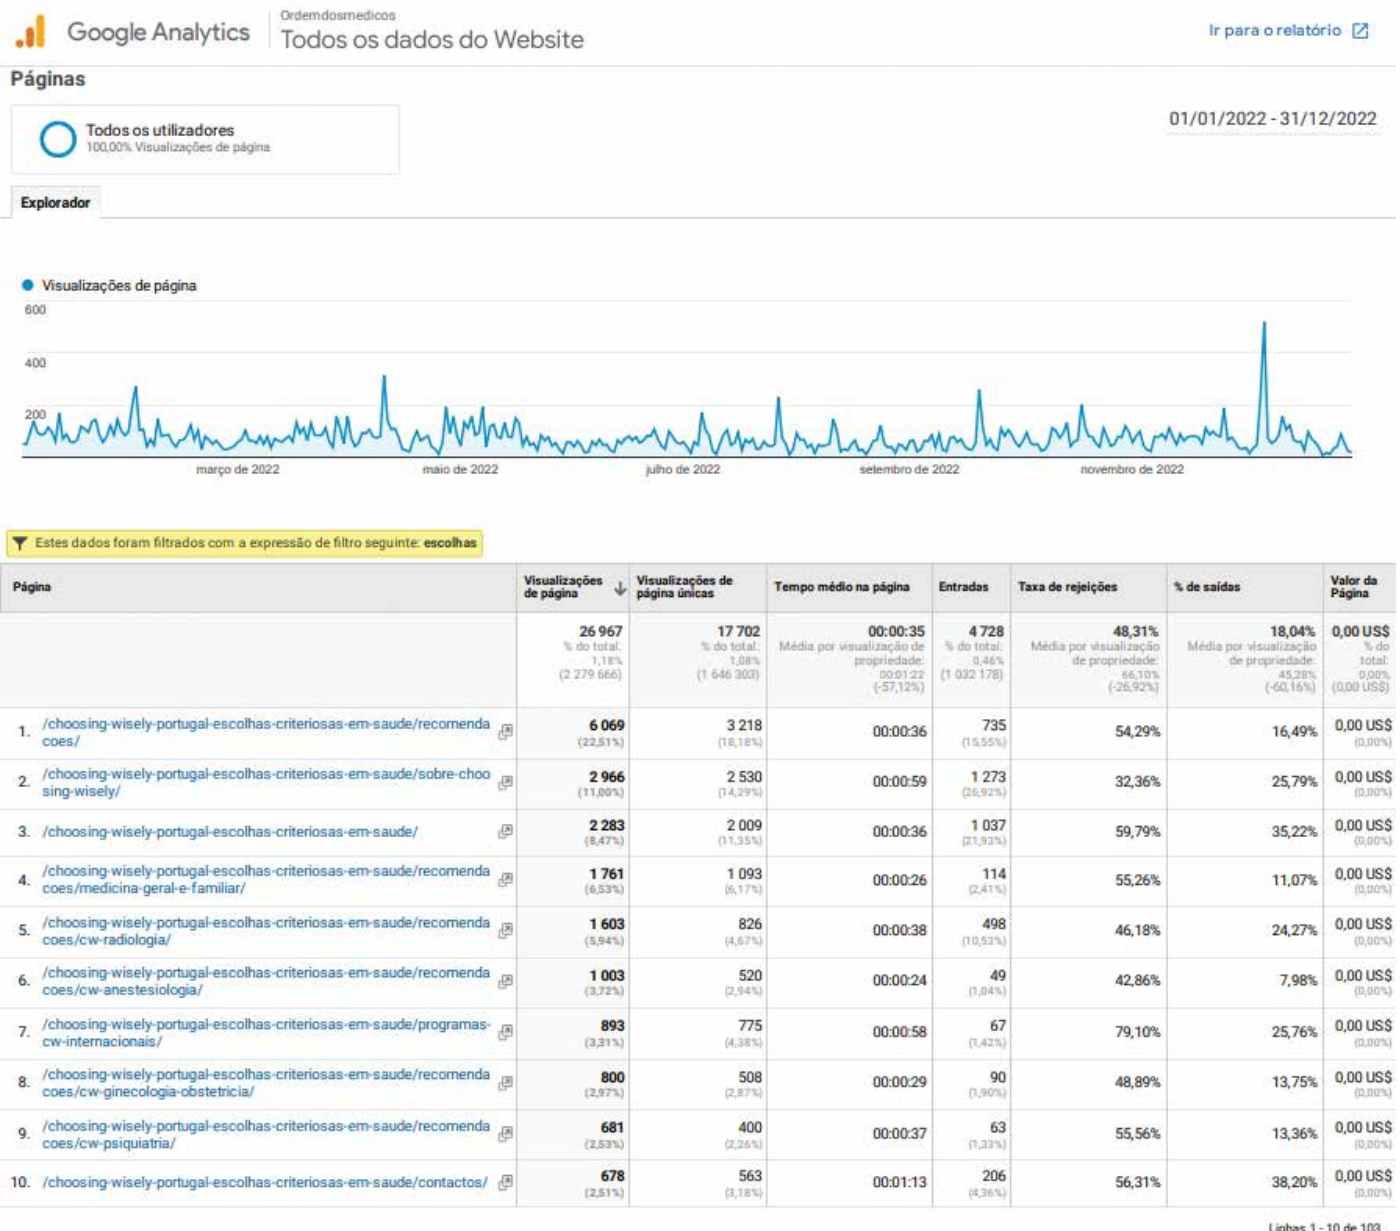 Google Analytics
Ordemdosmedicos
Todos os dados do Website
Ir para o relatório
Páginas
Todos os utilizadores
100,00% Visualizações de página
01/01/2022 - 31/12/2022
Explorador
Visualizações de página
600
400
200
março de 2022
maio de 2022
julho de 2022
setembro de 2022
novembro de 2022
Estes dados foram filtrados com a expressão de filtro seguinte: escolhas
Página
Visualizações de página
Visualizações de página únicas
Tempo médio na página
Entradas
Taxa de rejeições
% de saídas
Valor da Página
26 967
% do total:
1,18%
(2 279 666)
17 702
% do total:
1,08%
(1 646 303)
00:00:35
Média por visualização de
propriedade:
00:01:22
(-57,12%)
4 728
% do total:
0,46%
(1 032 178)
48,31%
Média por visualização
de propriedade:
66,10%
(-26,92%)
18,04%
Média por visualização
de propriedade:
45,28%
(-60,16%)
0,00 US$
% do
total:
0,00%
(0,00 US$)
1. /choosing-wisely-portugal-escolhas-criteriosas-em-saude/recomenda
coes/
6 069 3 218 00:00:36 735 54,29% 16,49% 0,00 US$
(22,51%) (18,18%) (15,55%) (0,00%)
2. /choosing-wisely-portugal-escolhas-criteriosas-em-saude/sobre-choo
sing-wisely/
2 966 2 530 00:00:59 1 273 32,36% 25,79% 0,00 US$
(11,00%) (14,29%) (26,92%) (0,00%)
3. /choosing-wisely-portugal-escolhas-criteriosas-em-saude/
2 283 2 009 00:00:36 1 037 59,79% 35,22% 0,00 US$
(8,47%) (11,35%) (21,93%) (0,00%)
4. /choosing-wisely-portugal-escolhas-criteriosas-em-saude/recomenda
coes/medicina-geral-e-familiar/
1 761 1 093 00:00:26 114 55,26% 11,07% 0,00 US$
(6,53%) (6,17%) (2,41%) (0,00%)
5. /choosing-wisely-portugal-escolhas-criteriosas-em-saude/recomenda
coes/cw-radiologia/
1 603 826 00:00:38 498 46,18% 24,27% 0,00 US$
(5,94%) (4,67%) (10,53%) (0,00%)
6. /choosing-wisely-portugal-escolhas-criteriosas-em-saude/recomenda
coes/cw-anestesiologia/
1 003 520 00:00:24 49 42,86% 7,98% 0,00 US$
(3,72%) (2,94%) (1,04%) (0,00%)
7. /choosing-wisely-portugal-escolhas-criteriosas-em-saude/programas-
cw-internacionais/
893 775 00:00:58 67 79,10% 25,76% 0,00 US$
(3,31%) (4,38%) (1,42%) (0,00%)
8. /choosing-wisely-portugal-escolhas-criteriosas-em-saude/recomenda
coes/cw-ginecologia-obstetricia/
800 508 00:00:29 90 48,89% 13,75% 0,00 US$
(2,97%) (2,87%) (1,90%) (0,00%)
9. /choosing-wisely-portugal-escolhas-criteriosas-em-saude/recomenda
coes/cw-psiquiatria/
681 400 00:00:37 63 55,56% 13,36% 0,00 US$
(2,53%) (2,26%) (1,33%) (0,00%)
10. /choosing-wisely-portugal-escolhas-criteriosas-em-saude/contactos/
678 563 00:01:13 206 56,31% 38,20% 0,00 US$
(2,51%) (3,18%) (4,36%) (0,00%)
Linhas 1 - 10 de 103